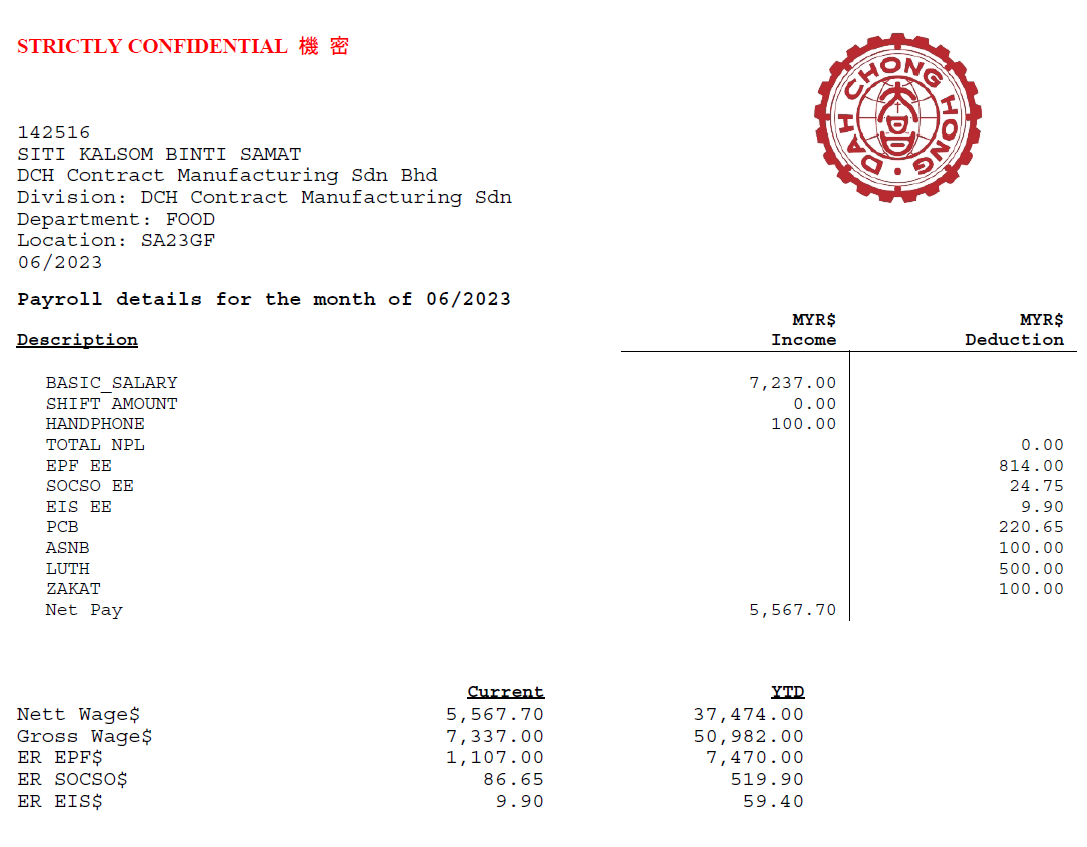 STRICTLY CONFIDENTIAL 機 密
DAH CHONG HONG
142516
SITI KALSOM BINTI SAMAT
DCH Contract Manufacturing Sdn Bhd
Division: DCH Contract Manufacturing Sdn
Department: FOOD
Location: SA23GF
06/2023
Payroll details for the month of 06/2023
MYR$ MYR$
Description Income Deduction
BASIC_SALARY 7,237.00
SHIFT AMOUNT 0.00
HANDPHONE 100.00
TOTAL NPL 0.00
EPF EE 814.00
SOCSO EE 24.75
EIS EE 9.90
PCB 220.65
ASNB 100.00
LUTH 500.00
ZAKAT 100.00
Net Pay 5,567.70
Current YTD
Nett Wage$ 5,567.70 37,474.00
Gross Wage$ 7,337.00 50,982.00
ER EPF$ 1,107.00 7,470.00
ER SOCSO$ 86.65 519.90
ER EIS$ 9.90 59.40